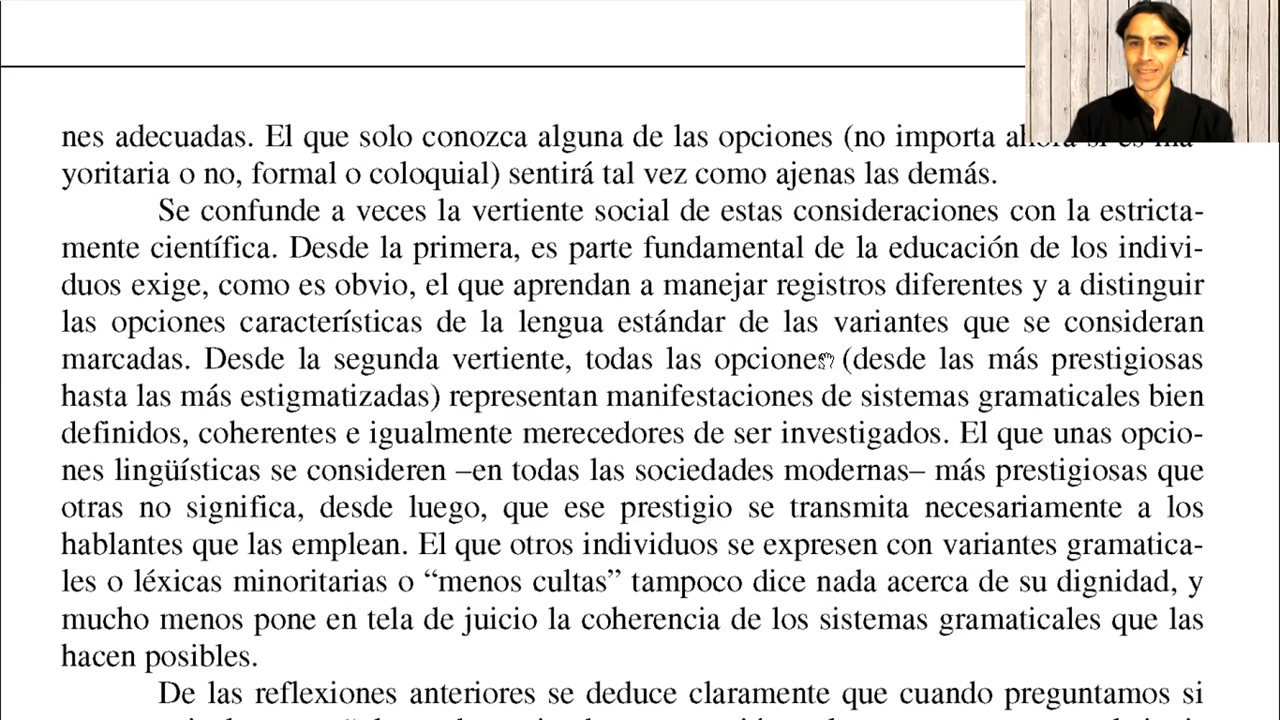 nes adecuadas. El que solo conozca alguna de las opciones (no importa
yoritaria o no, formal o coloquial) sentirá tal vez como ajenas las demás.
Se confunde a veces la vertiente social de estas consideraciones con la estricta-
mente científica. Desde la primera, es parte fundamental de la educación de los indivi-
duos exige, como es obvio, el que aprendan a manejar registros diferentes y a distinguir
las opciones características de la lengua estándar de las variantes que se consideran
marcadas. Desde la segunda vertiente, todas las opciones (desde las más prestigiosas
hasta las más estigmatizadas) representan manifestaciones de sistemas gramaticales bien
definidos, coherentes e igualmente merecedores de ser investigados. El que unas opcio-
nes lingüísticas se consideren –en todas las sociedades modernas– más prestigiosas que
otras no significa, desde luego, que ese prestigio se transmita necesariamente a los
hablantes que las emplean. El que otros individuos se expresen con variantes gramatica-
les o léxicas minoritarias o “menos cultas” tampoco dice nada acerca de su dignidad, y
mucho menos pone en tela de juicio la coherencia de los sistemas gramaticales que las
hacen posibles.
De las reflexiones anteriores se deduce claramente que cuando preguntamos si